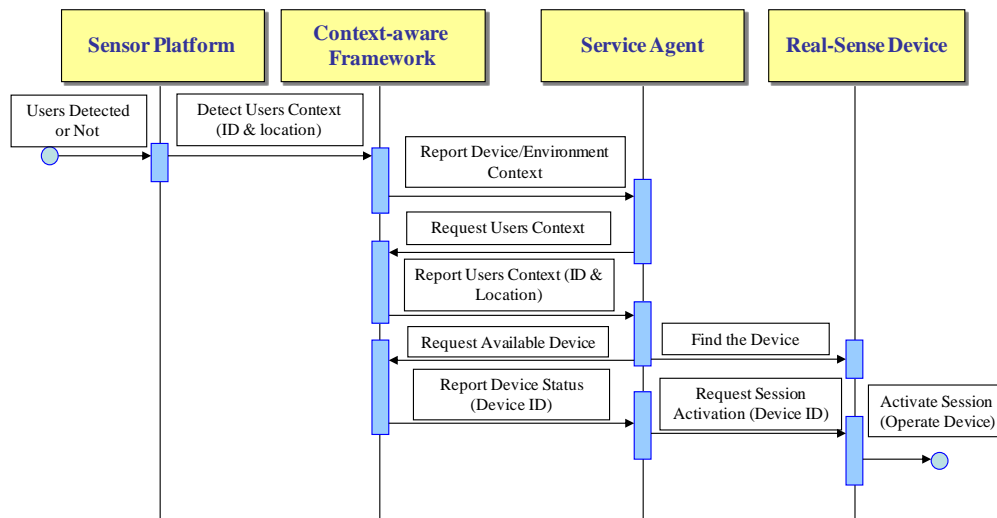 Sensor Platform
Context-aware
Framework
Service Agent
Real-Sense Device
Users Detected
or Not
Detect Users Context
(ID & location)
Report Device/Environment
Context
Request Users Context
Report Users Context (ID &
Location)
Request Available Device
Find the Device
Report Device Status
(Device ID)
Request Session
Activation (Device ID)
Activate Session
(Operate Device)